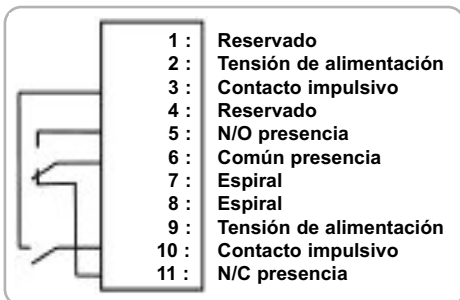 1 : Reservado
2 : Tensión de alimentación
3 : Contacto impulsivo
4 : Reservado
5 : N/O presencia
6 : Común presencia
7 : Espiral
8 : Espiral
9 : Tensión de alimentación
10 : Contacto impulsivo
11 : N/C presencia